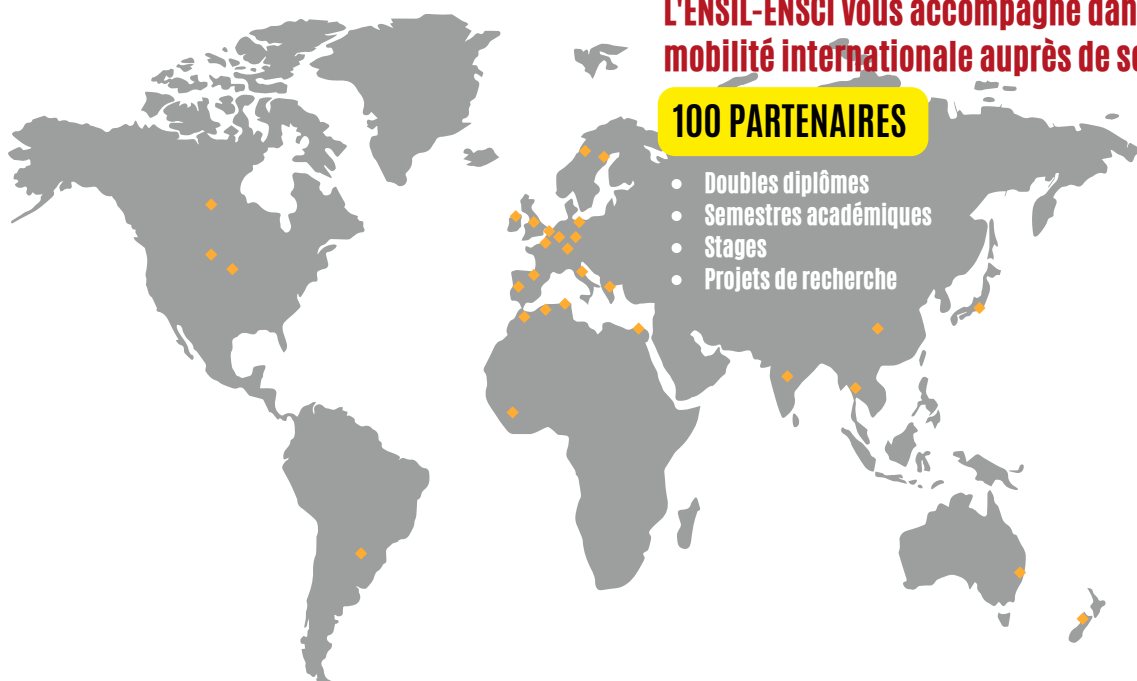 L'ENSIL-ENSCI vous accompagne dan
mobilité internationale auprès de
100 PARTENAIRES
• Doubles diplômes
• Semestres académiques
• Stages
• Projets de recherche